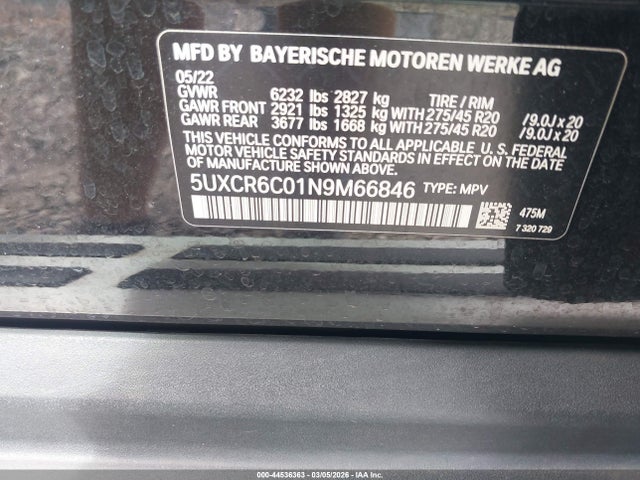 MFD BY BAYERISCHE MOTOREN WERKE AG
05/22
GVWR 6232 lbs 2827 kg TIRE / RIM
GAWR FRONT 2921 lbs 1325 kg WITH 275/45 R20 /9.0J x 20
GAWR REAR 3677 lbs 1668 kg WITH 275/45 R20 /9.0J x 20
THIS VEHICLE CONFORMS TO ALL APPLICABLE FEDERAL
MOTOR VEHICLE SAFETY STANDARDS IN EFFECT ON THE DATE
OF MANUFACTURE SHOWN ABOVE.
5UXCR6C01N9M66846 TYPE: MPV
475M
7 320 729
000-44536363 | 03/05/2026 | IAA Inc.